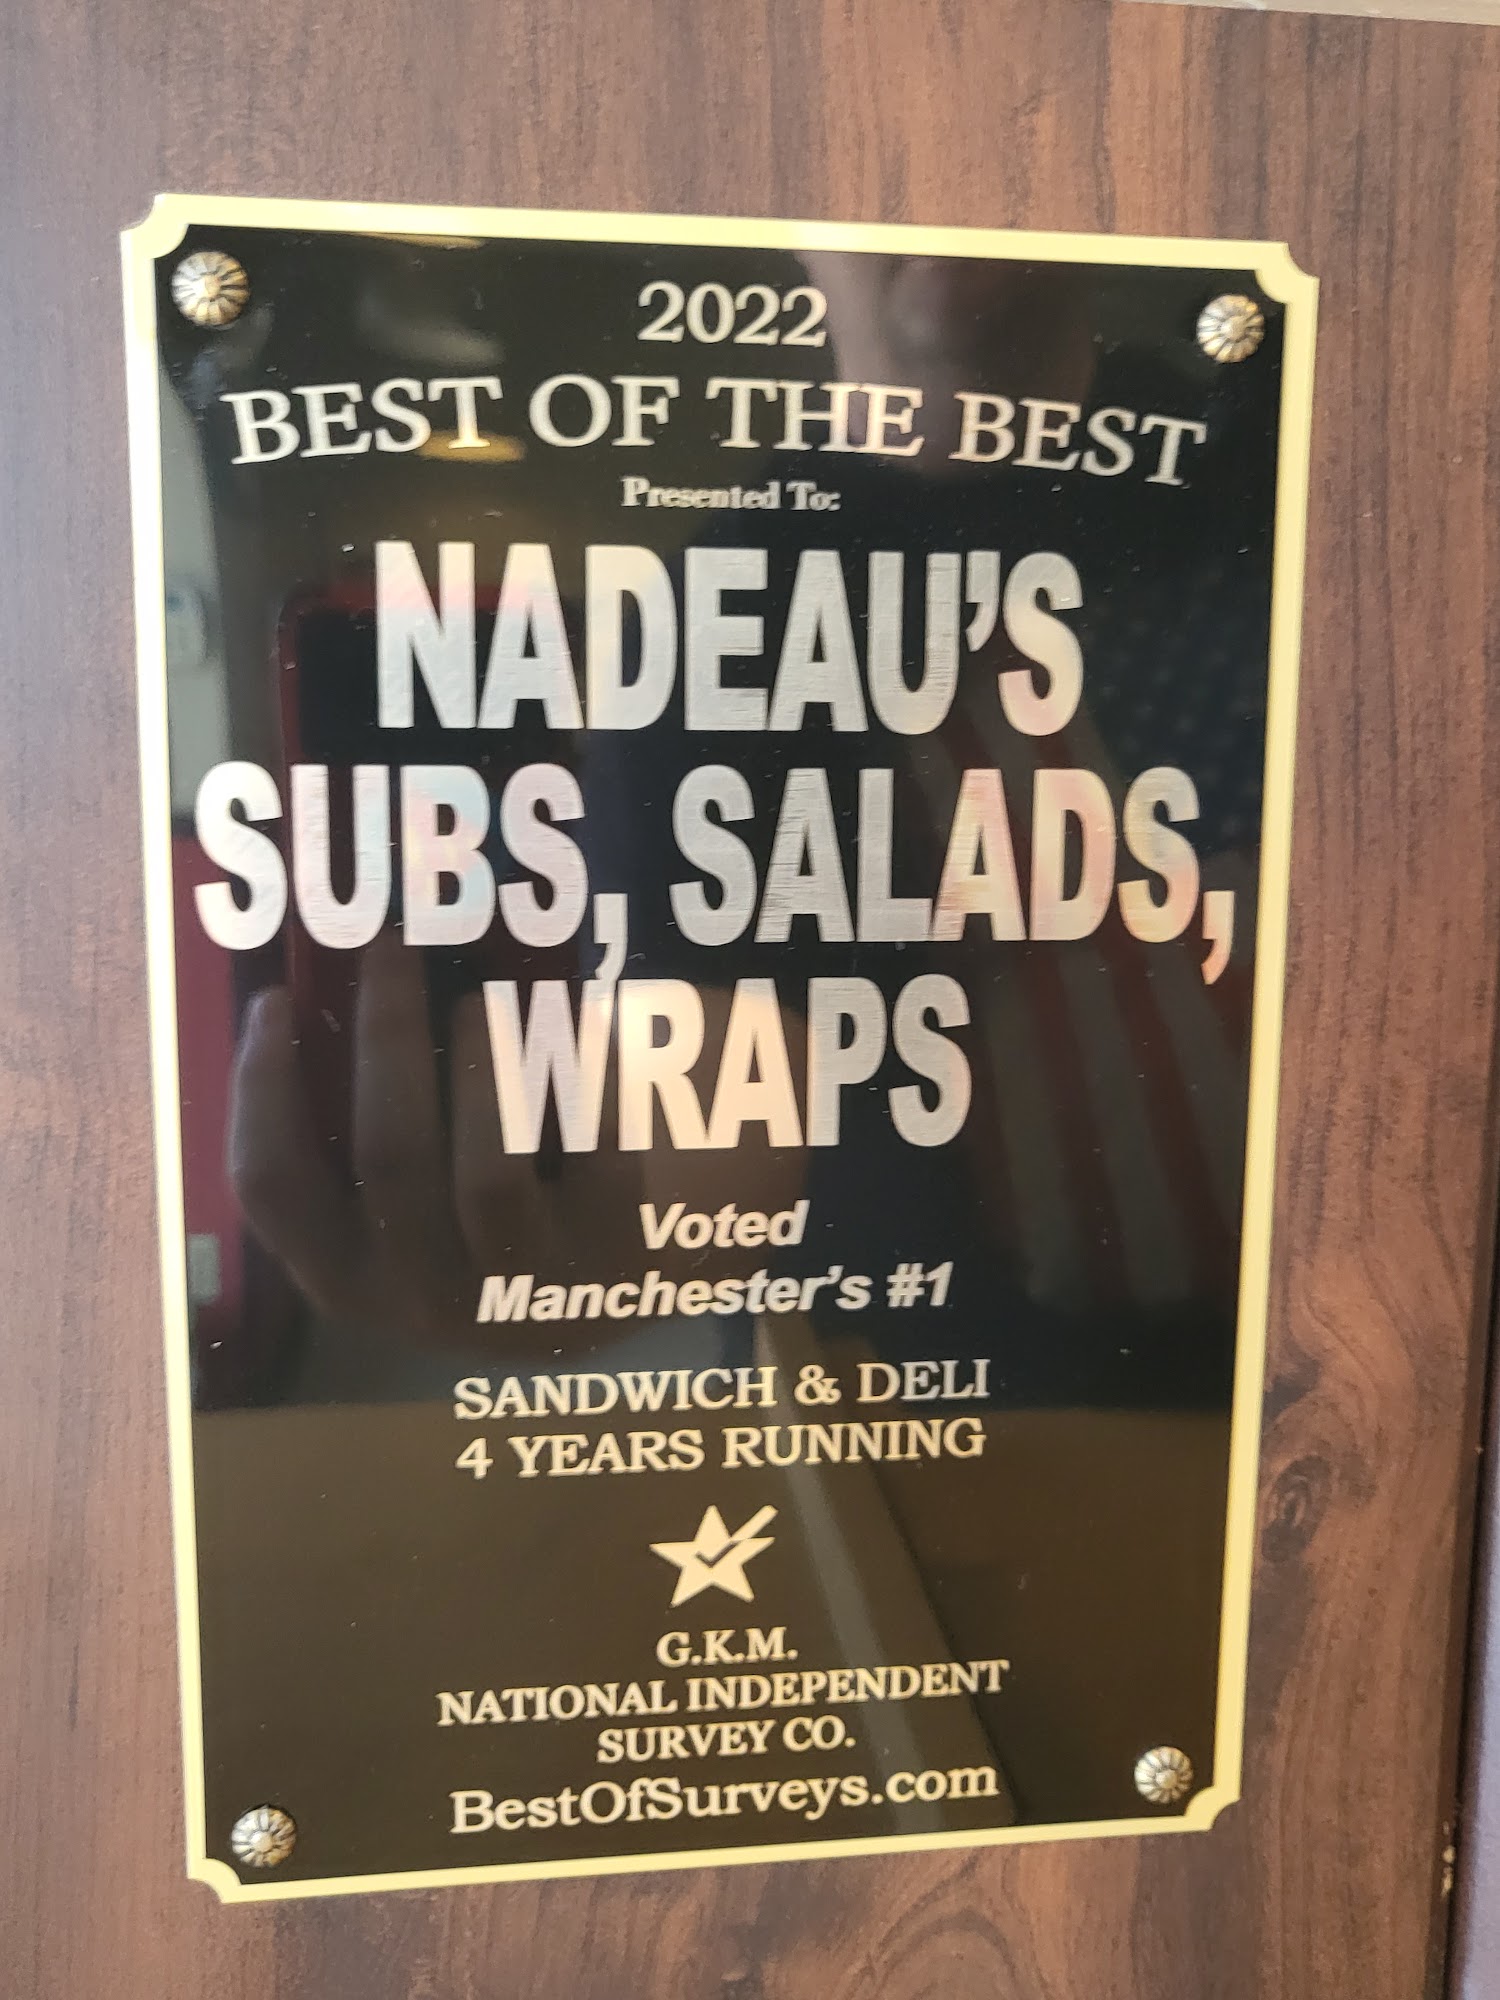 2022
BEST OF THE BEST
Presented To:
NADEAU'S
SUBS, SALADS,
WRAPS
Voted
Manchester's #1
SANDWICH & DELI
4 YEARS RUNNING
G.K.M.
NATIONAL INDEPENDENT
SURVEY CO.
BestOfSurveys.com